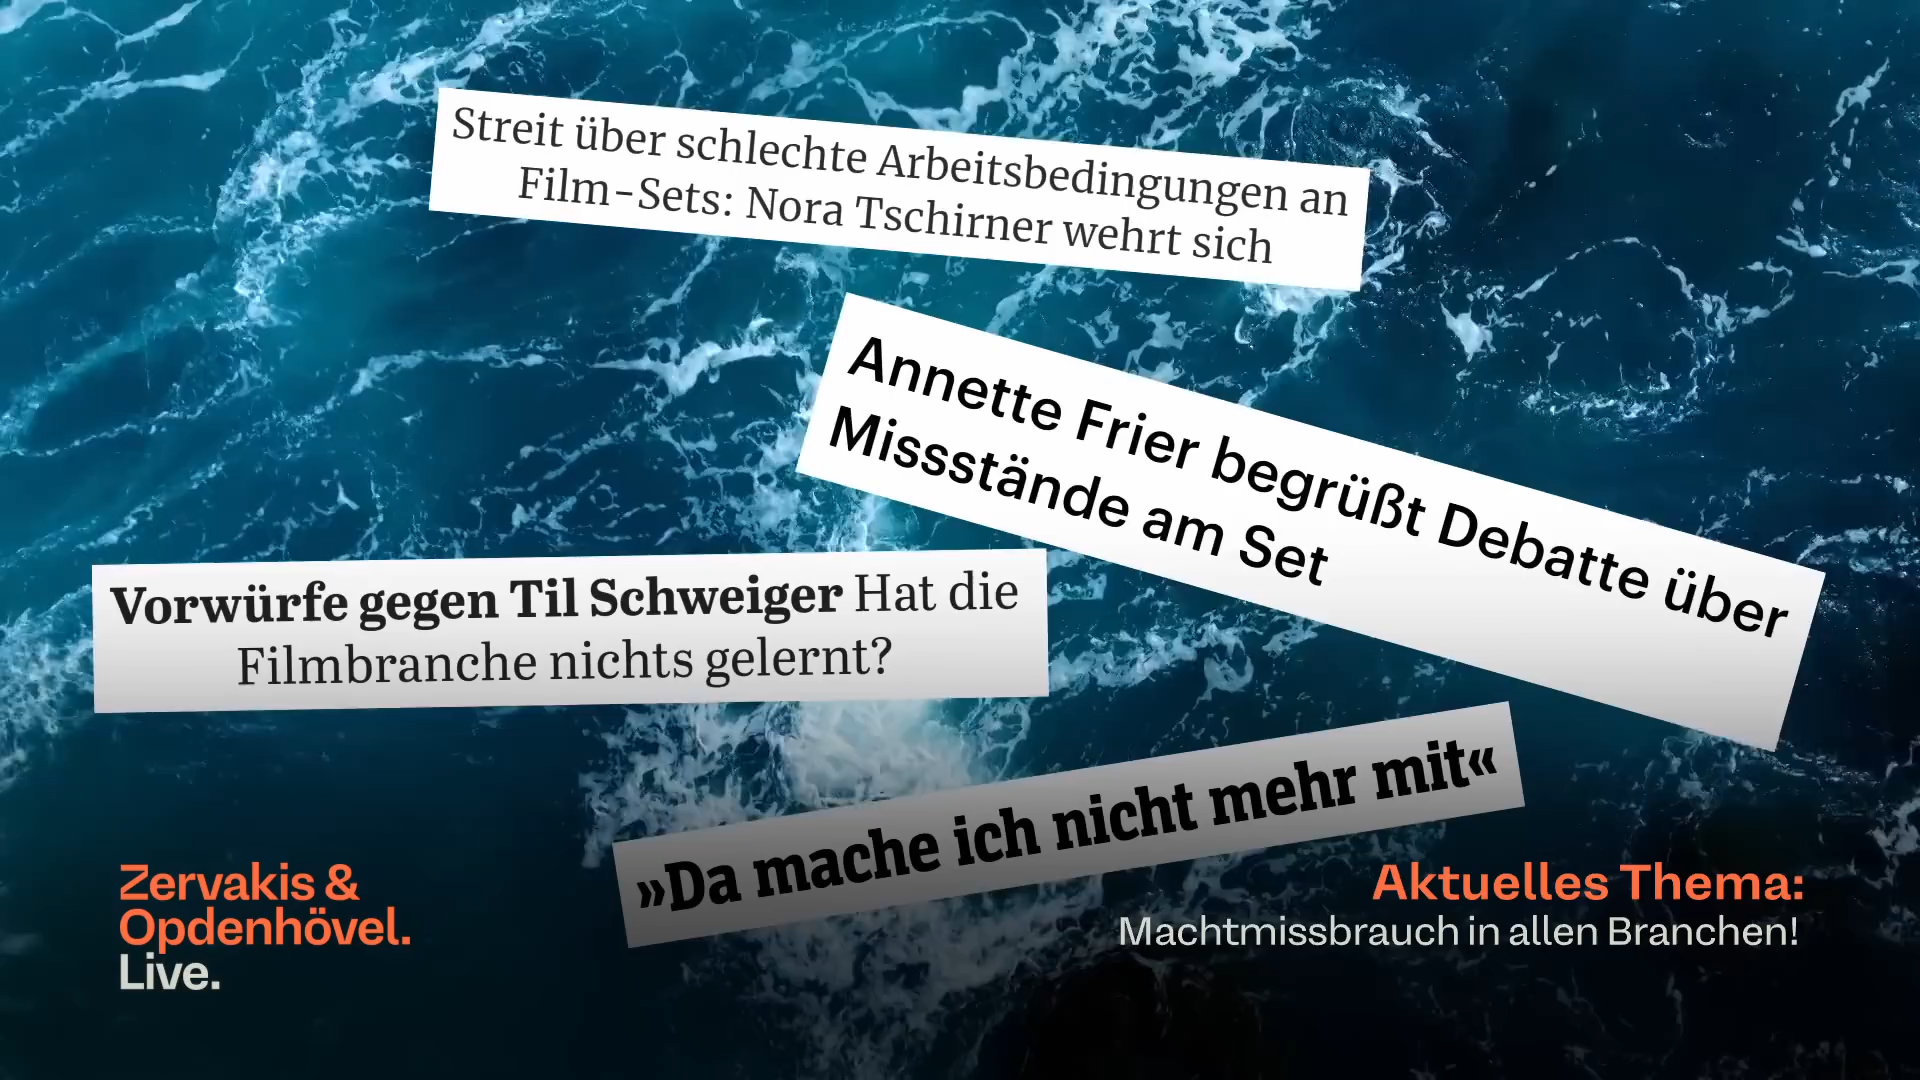 Streit über schlechte Arbeitsbedingungen an
Film-Sets: Nora Tschirner wehrt sich
Annette Frier begrüßt Debatte über
Missstände am Set
Vorwürfe gegen Til Schweiger Hat die
Filmbranche nichts gelernt?
»Da mache ich nicht mehr mit«
Zervakis &
Opdenhövel.
Live.
Aktuelles Thema:
Machtmissbrauch in allen Branchen!